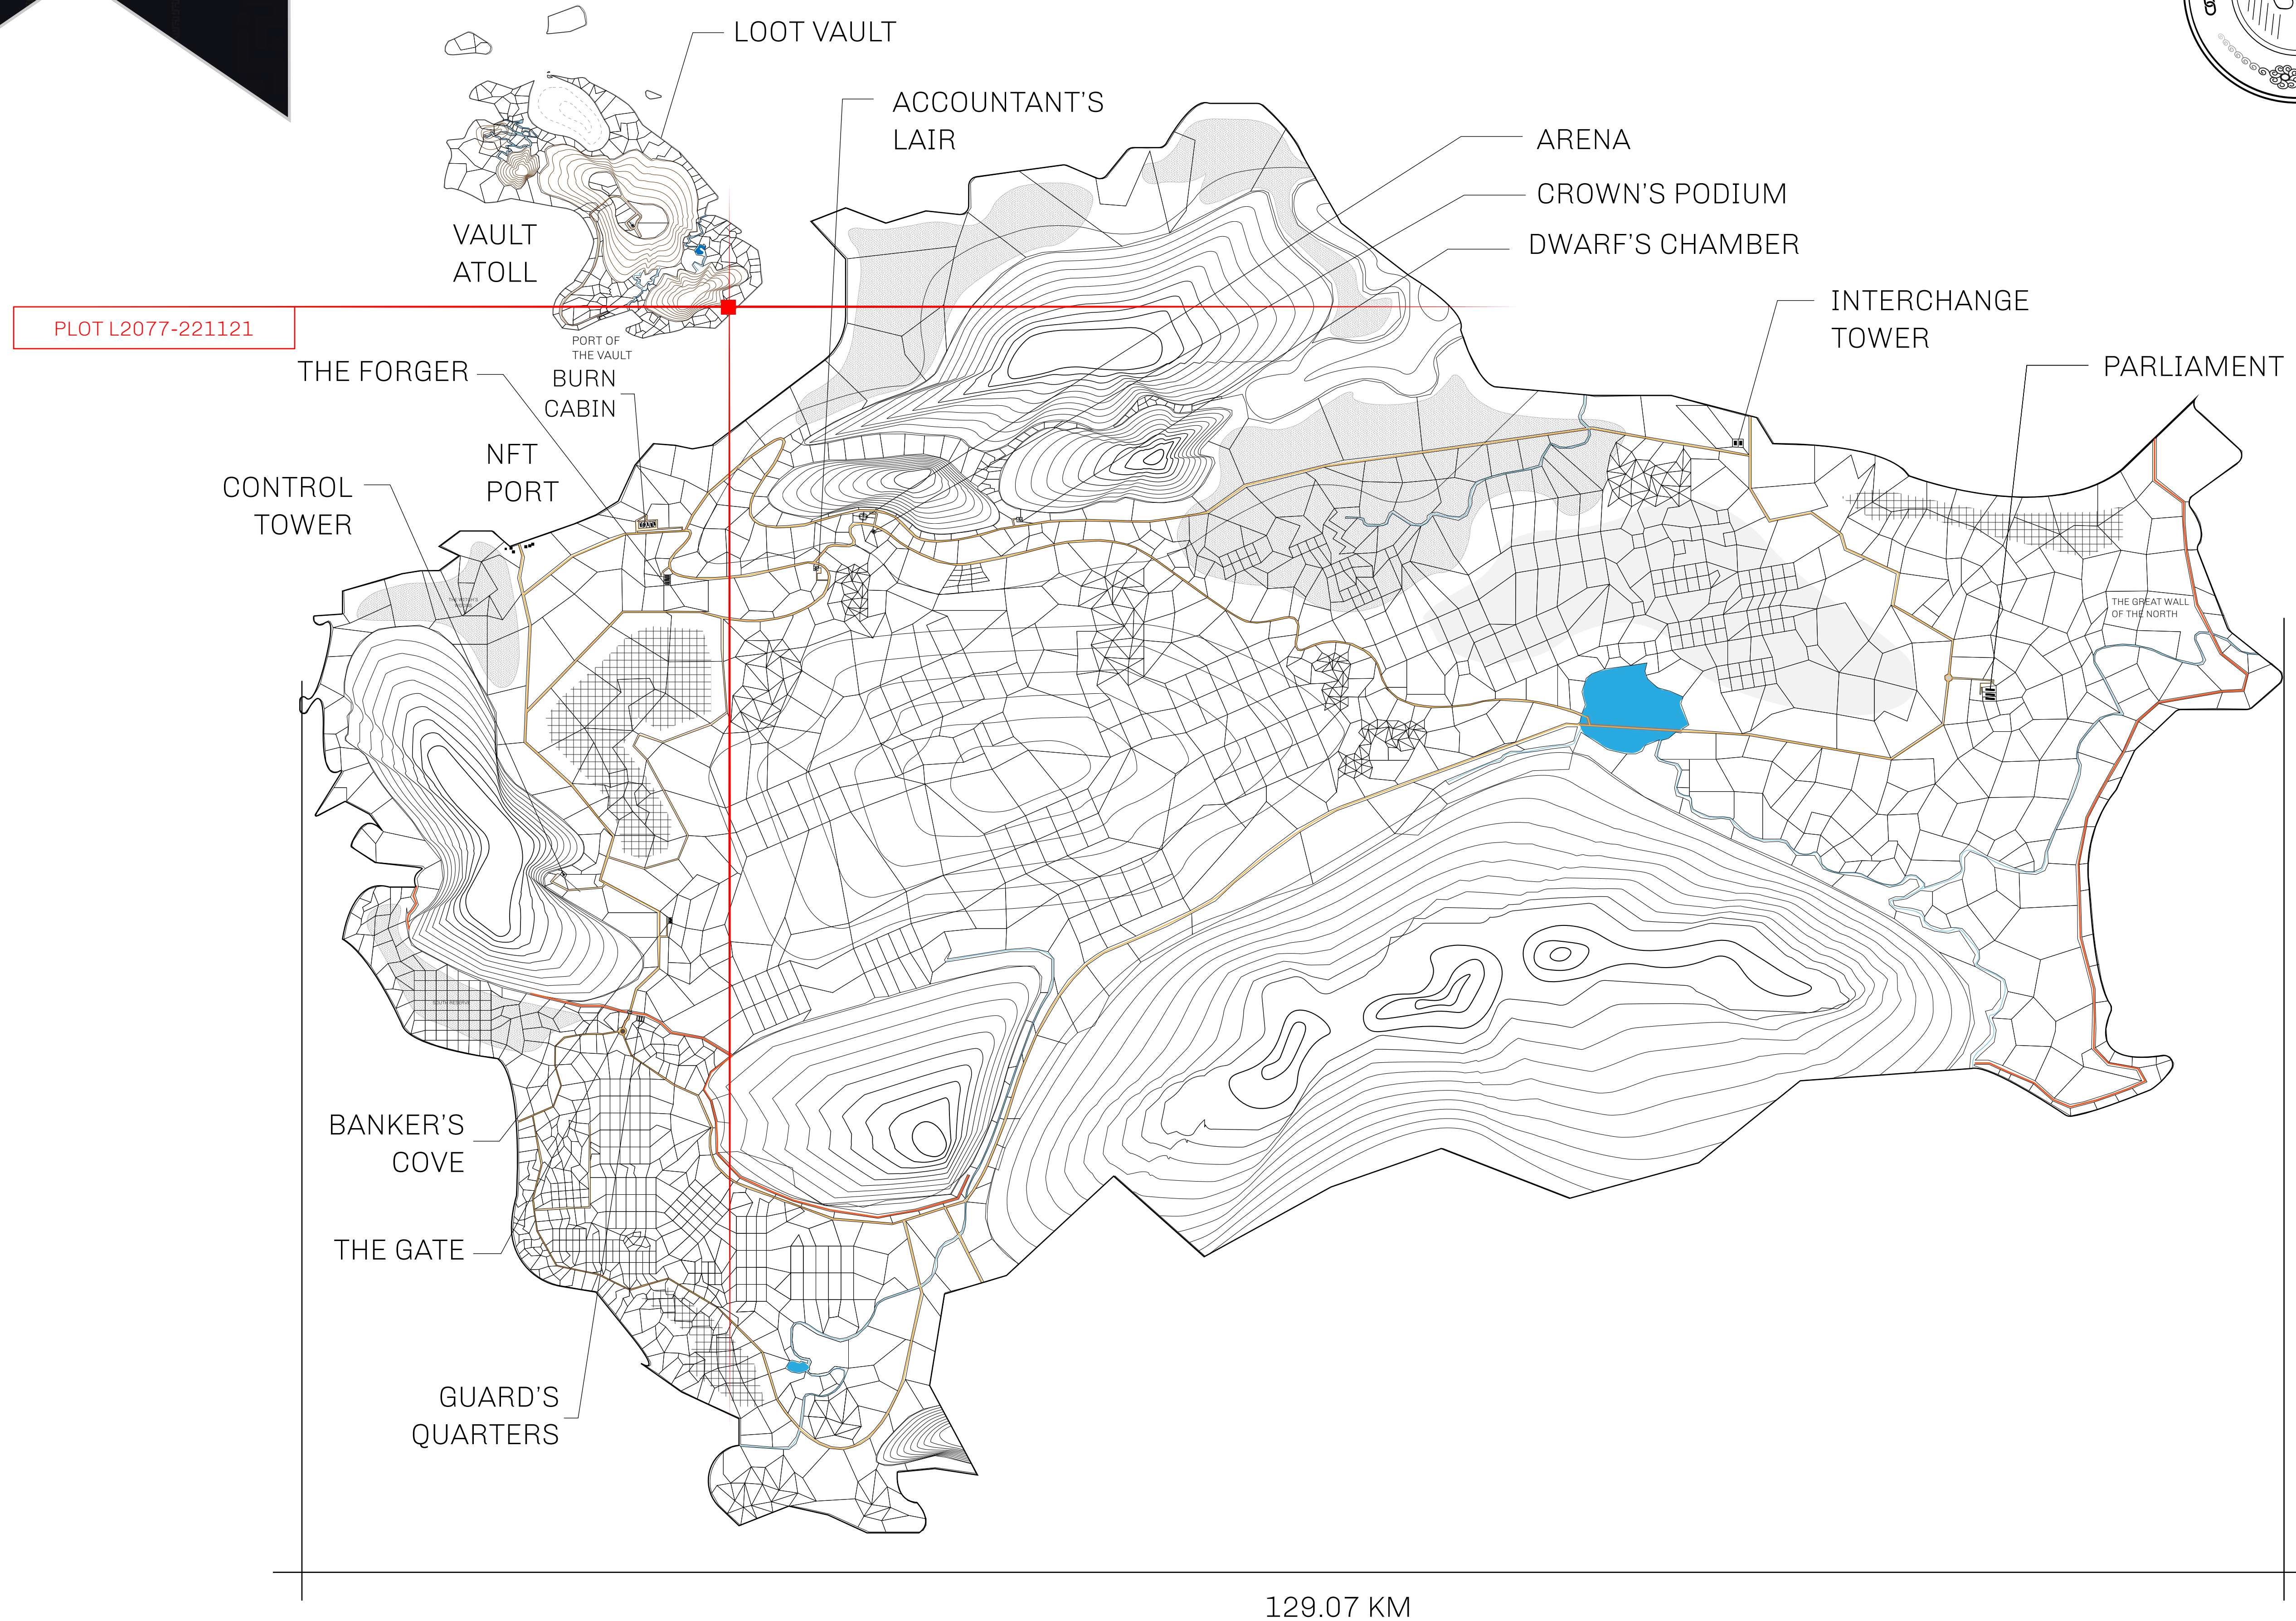 LOOT VAULT
ACCOUNTANT'S
LAIR
ARENA
CROWN'S PODIUM
DWARF'S CHAMBER
VAULT
ATOLL
INTERCHANGE
TOWER
PLOT L2077-221121
PORT OF
THE VAULT
PARLIAMENT
THE FORGER
BURN
CABIN
NFT
PORT
CONTROL
TOWER
THE GREAT WALL
OF THE NORTH
SOUTH RESERVE
BANKER'S
COVE
THE GATE
GUARD'S
QUARTERS
129.07 KM